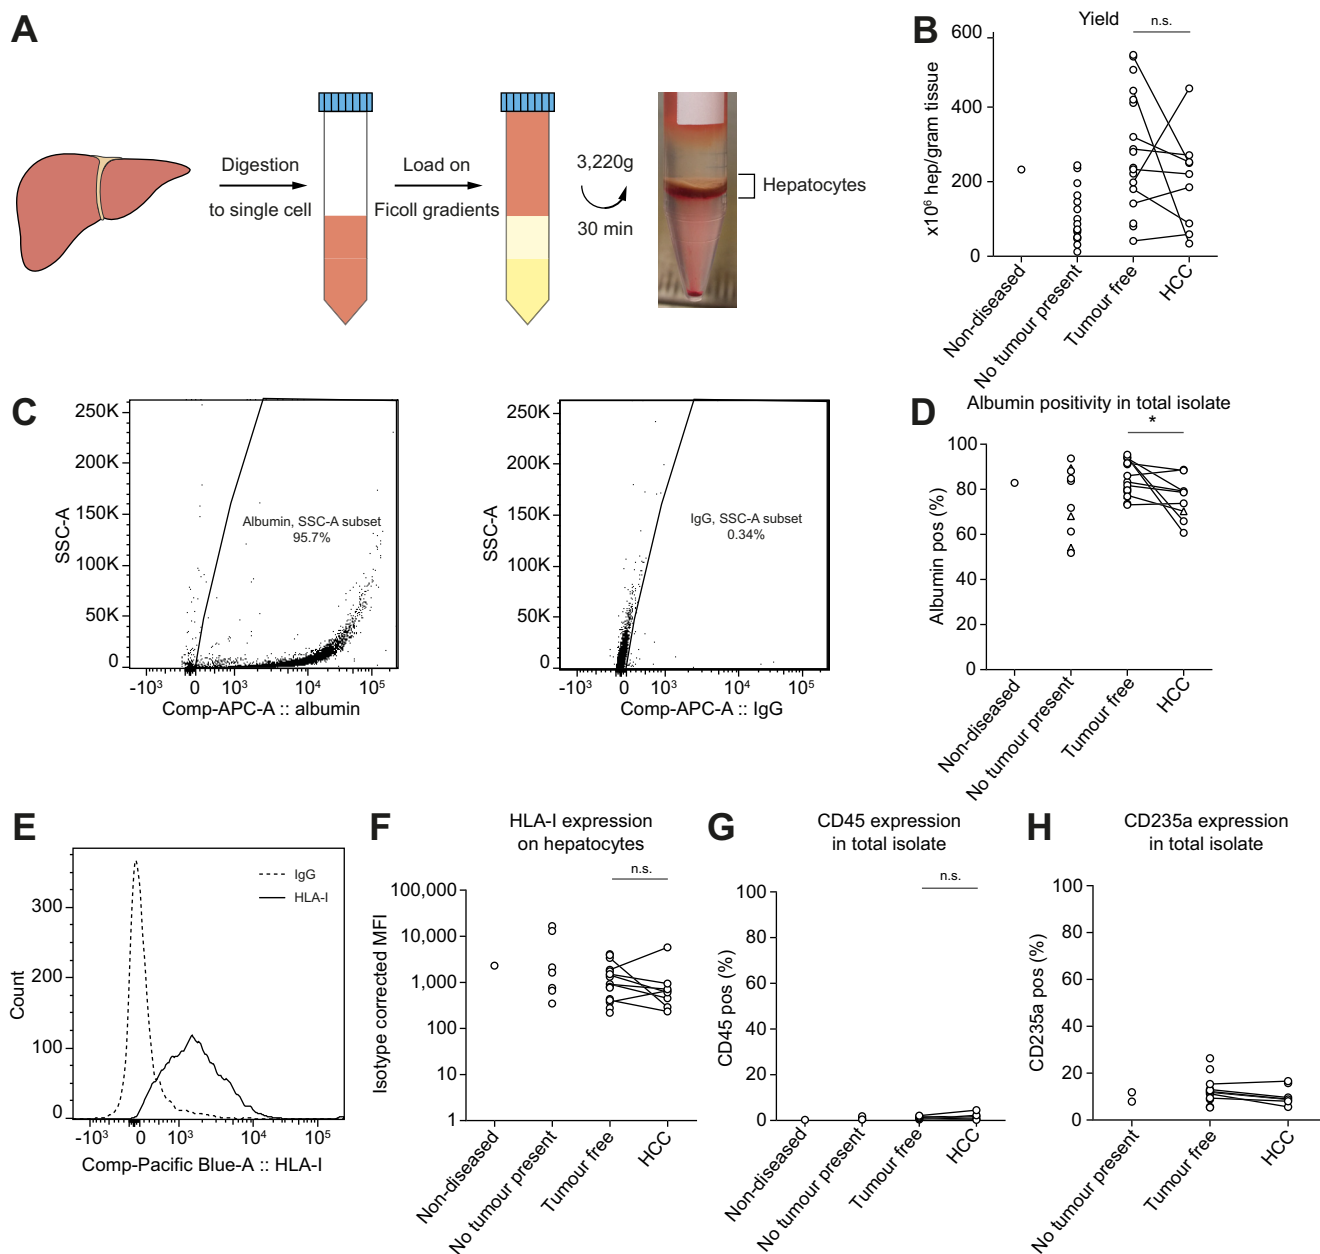 A
Digestion
to single cell
Load on
Ficoll gradients
3,220g
30 min
Hepatocytes
B
Yield
n.s.
x10⁶ hep/gram tissue
600
400
200
0
Non-diseased
No tumour present
Tumour free
HCC
C
SSC-A
250K
200K
150K
100K
50K
0
Albumin, SSC-A subset
95.7%
-10³ 0 10³ 10⁴ 10⁵
Comp-APC-A :: albumin
SSC-A
250K
200K
150K
100K
50K
0
IgG, SSC-A subset
0.34%
-10³ 0 10³ 10⁴ 10⁵
Comp-APC-A :: IgG
D
Albumin positivity in total isolate
*
Albumin pos (%)
100
80
60
40
20
0
Non-diseased
No tumour present
Tumour free
HCC
E
Count
300
200
100
0
IgG
HLA-I
-10³ 0 10³ 10⁴ 10⁵
Comp-Pacific Blue-A :: HLA-I
F
HLA-I expression
on hepatocytes
n.s.
Isotype corrected MFI
100,000
10,000
1,000
100
10
1
Non-diseased
No tumour present
Tumour free
HCC
G
CD45 expression
in total isolate
n.s.
CD45 pos (%)
100
80
60
40
20
0
Non-diseased
No tumour present
Tumour free
HCC
H
CD235a expression
in total isolate
CD235a pos (%)
100
80
60
40
20
0
No tumour present
Tumour free
HCC